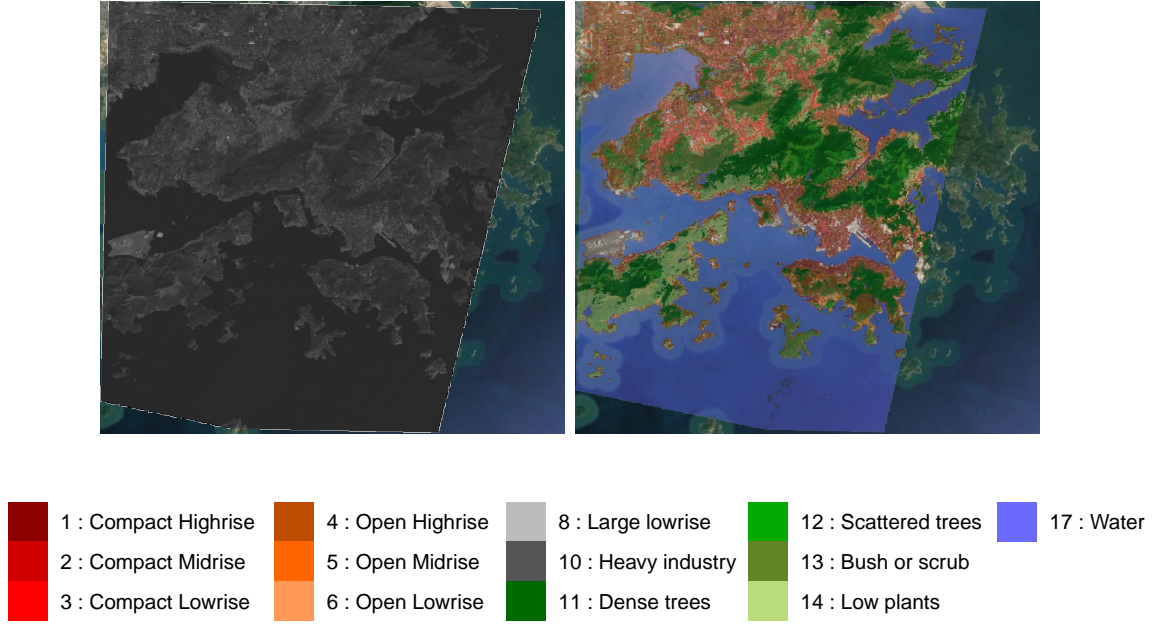 1 : Compact Highrise
2 : Compact Midrise
3 : Compact Lowrise
4 : Open Highrise
5 : Open Midrise
6 : Open Lowrise
8 : Large lowrise
10 : Heavy industry
11 : Dense trees
12 : Scattered trees
13 : Bush or scrub
14 : Low plants
17 : Water